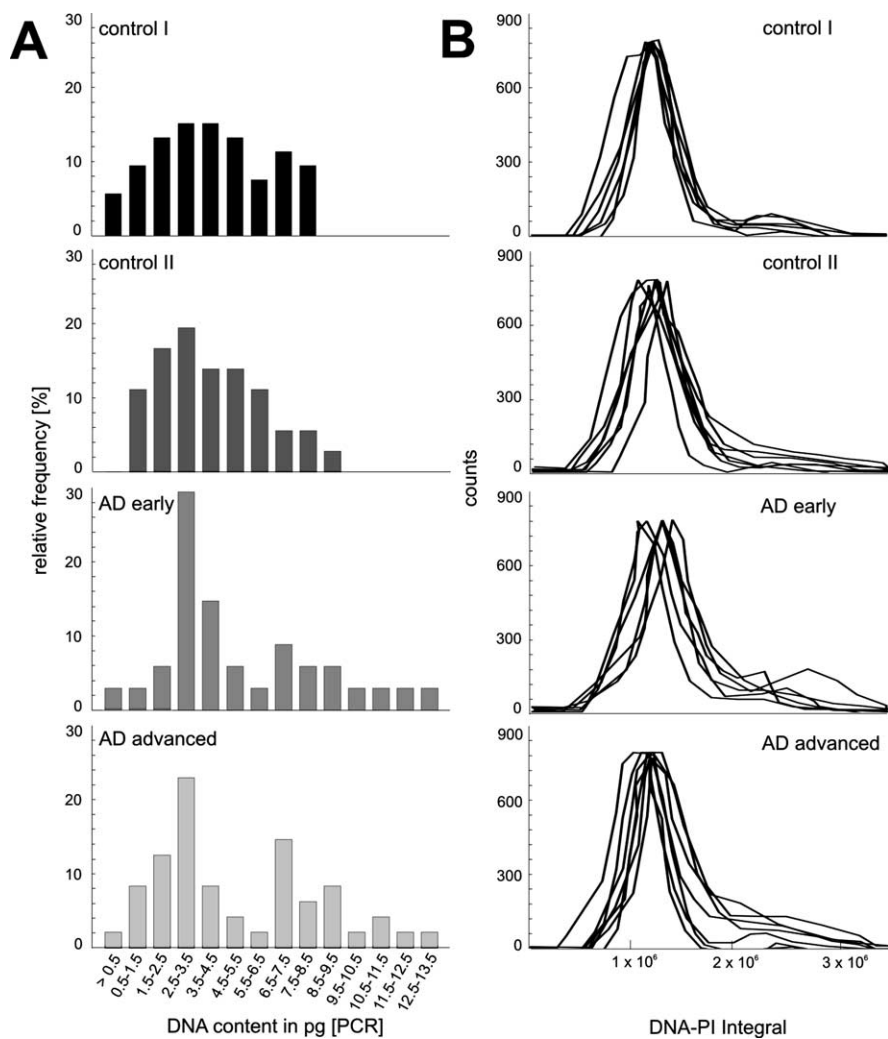 A
30
control I
20
10
0
30
control II
20
10
0
relative frequency [%]
30
AD early
20
10
0
30
AD advanced
20
10
0
> 0.5
0.5-1.5
1.5-2.5
2.5-3.5
3.5-4.5
4.5-5.5
5.5-6.5
6.5-7.5
7.5-8.5
8.5-9.5
9.5-10.5
10.5-11.5
11.5-12.5
12.5-13.5
DNA content in pg [PCR]
B
900
control I
600
300
0
900
control II
600
300
0
counts
900
AD early
600
300
0
900
AD advanced
600
300
0
1 x 10⁶
2 x 10⁶
3 x 10⁶
DNA-PI Integral